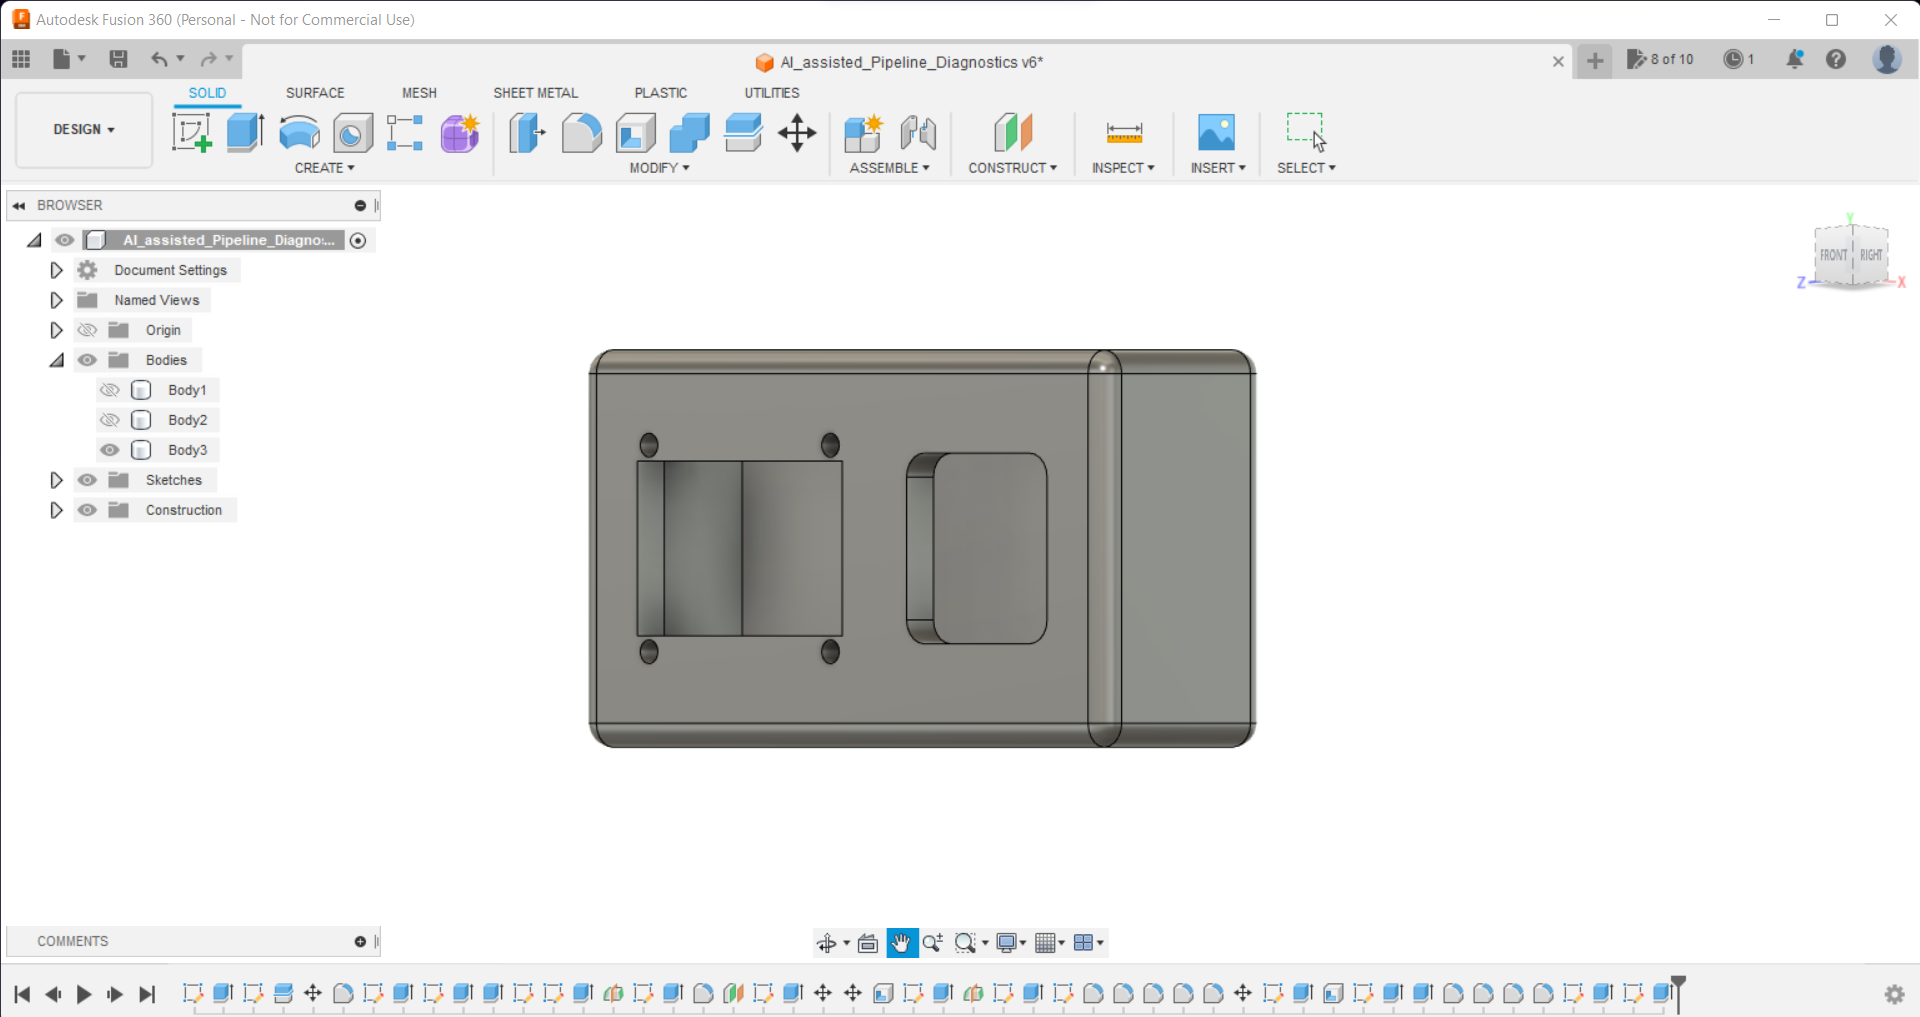 Autodesk Fusion 360 (Personal - Not for Commercial Use)
AI_assisted_Pipeline_Diagnostics v6*
8 of 10
1
DESIGN
SOLID
SURFACE
MESH
SHEET METAL
PLASTIC
UTILITIES
CREATE
MODIFY
ASSEMBLE
CONSTRUCT
INSPECT
INSERT
SELECT
BROWSER
AI_assisted_Pipeline_Diagno:...
Document Settings
Named Views
Origin
Bodies
Body1
Body2
Body3
Sketches
Construction
Y
FRONT
RIGHT
Z
X
COMMENTS